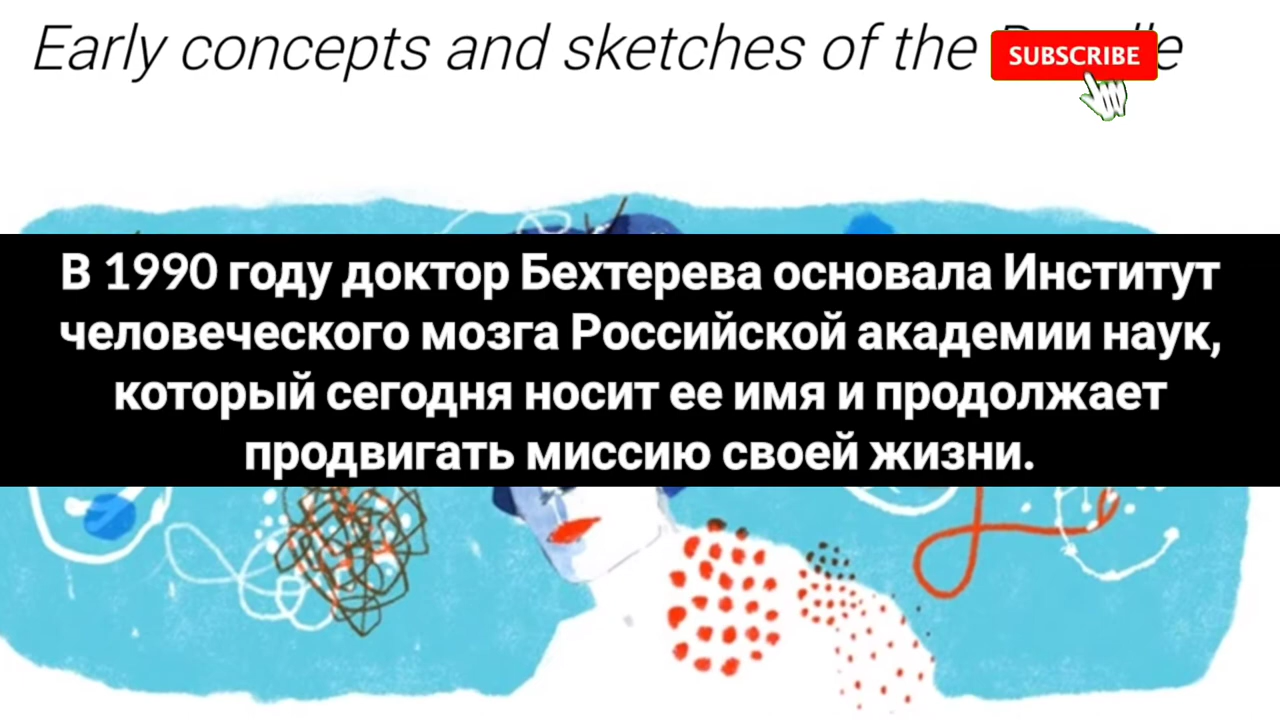 Early concepts and sketches of the
SUBSCRIBE
В 1990 году доктор Бехтерева основала Институт
человеческого мозга Российской академии наук,
который сегодня носит ее имя и продолжает
продвигать миссию своей жизни.